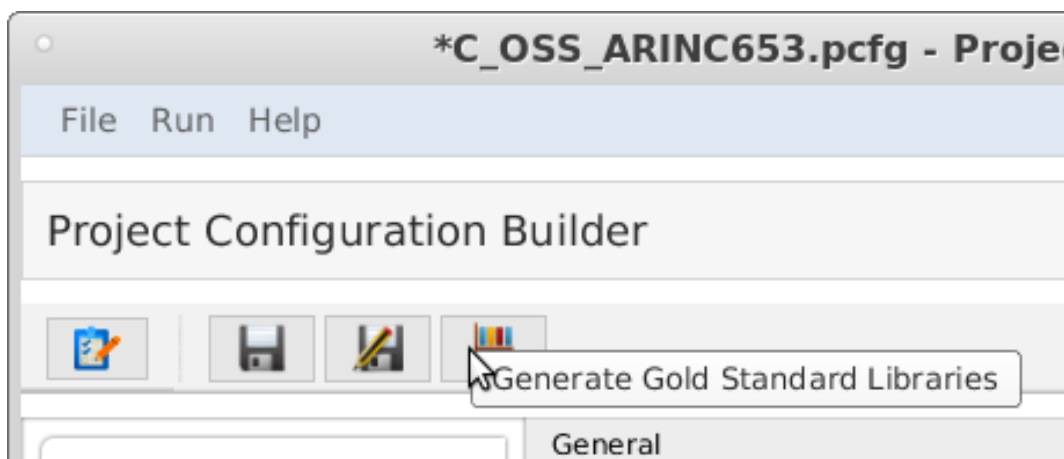 *C_OSS_ARINC653.pcfg - Proje
File Run Help
Project Configuration Builder
Generate Gold Standard Libraries
General